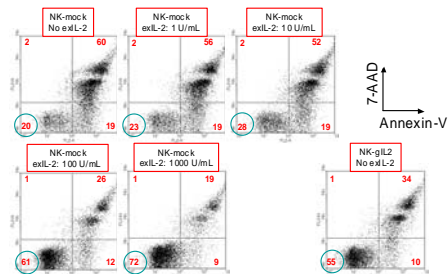 NK-mock
No exIL-2
NK-mock
exIL-2: 1 U/mL
NK-mock
exIL-2: 10 U/mL
2
60
2
56
2
52
20
19
23
19
28
19
7-AAD
Annexin-V
NK-mock
exIL-2: 100 U/mL
NK-mock
exIL-2: 1000 U/mL
NK-gIL2
No exIL-2
1
26
1
19
1
34
61
12
72
9
55
10